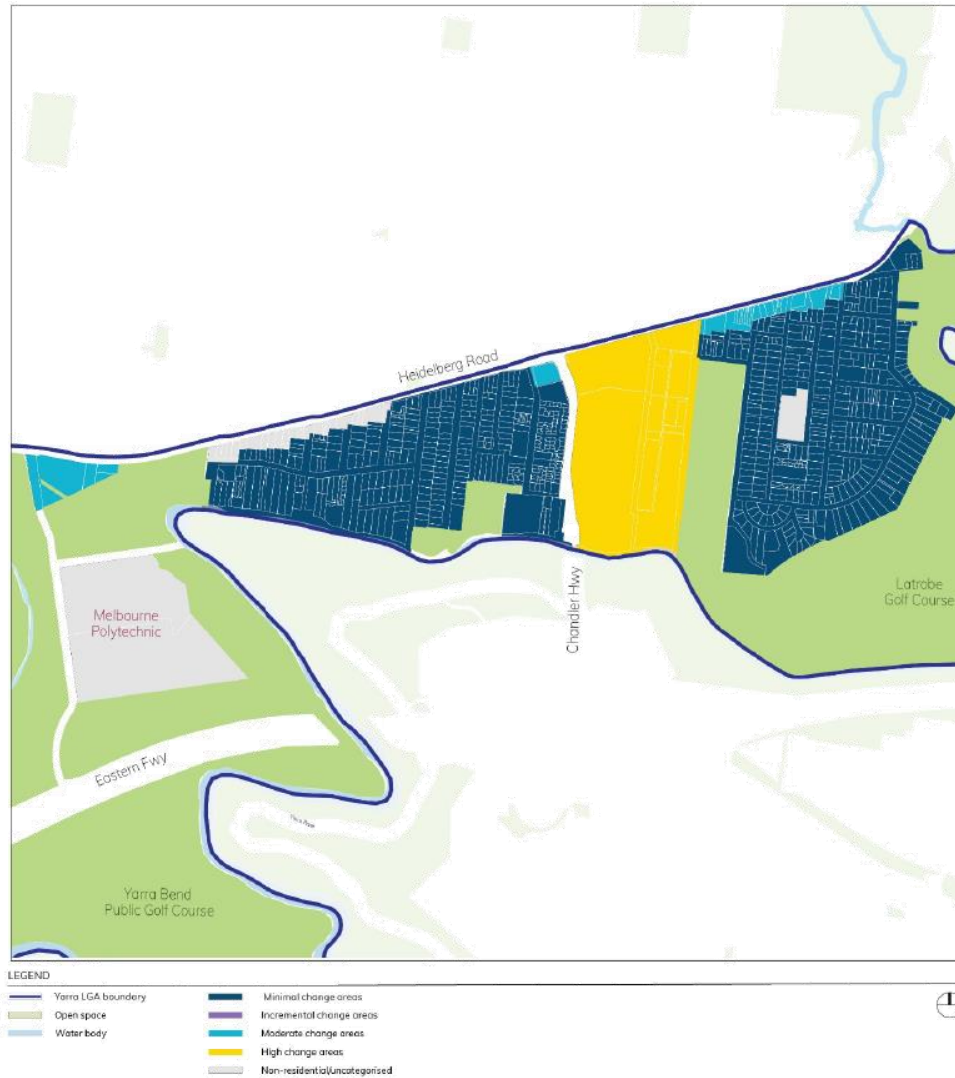 Heidelberg Road
Chandler Hwy
Latrobe
Golf Course
Melbourne
Polytechnic
Eastern Fwy
Yarra River
Yarra Bend
Public Golf Course
LEGEND
Yarra LGA boundary
Open space
Water body
Minimal change areas
Incremental change areas
Moderate change areas
High change areas
Non-residential/uncategorised